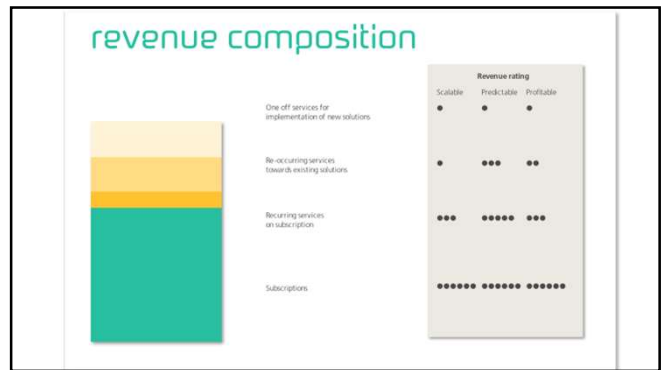 revenue composition
Revenue rating
Scalable Predictable Profitable
One off services for
implementation of new solutions
Re-occurring services
towards existing solutions
Recurring services
on subscription
Subscriptions